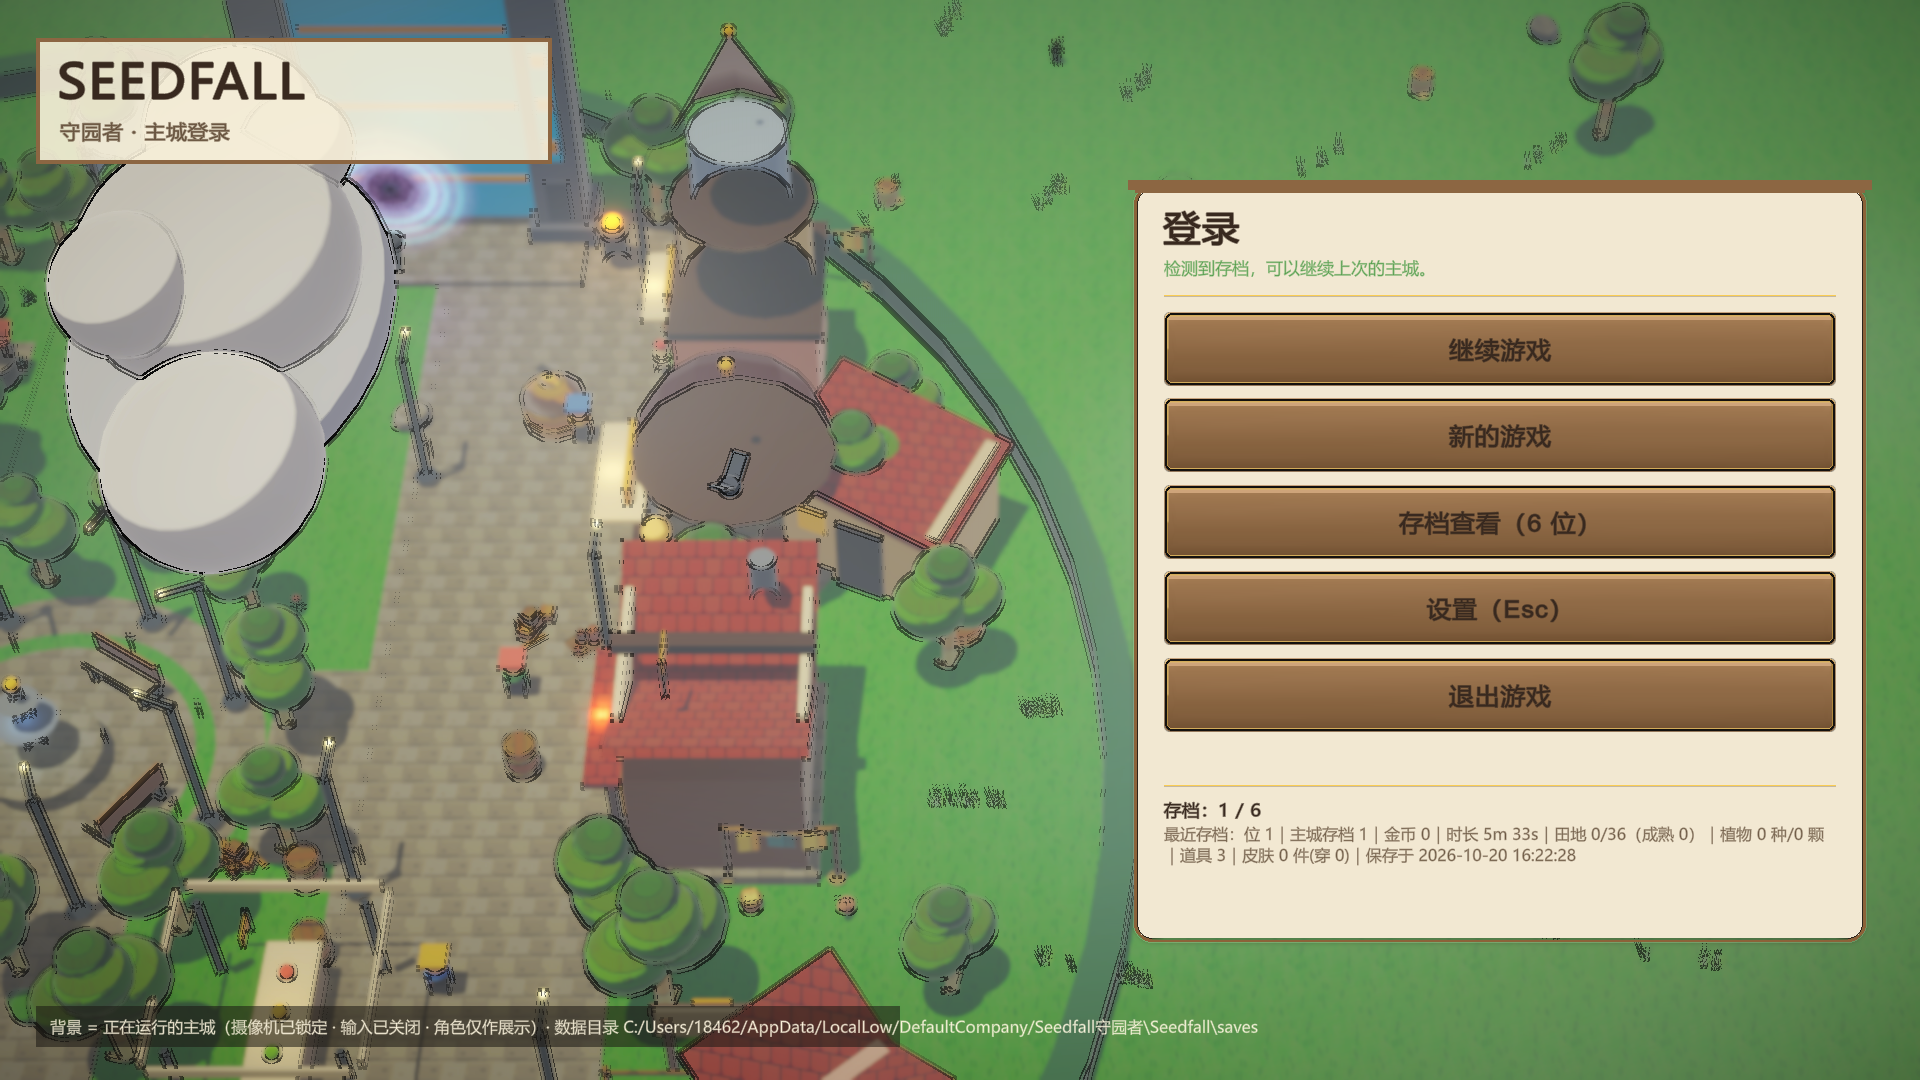 SEEDFALL
守园者 · 主城登录
登录
检测到存档，可以继续上次的主城。
继续游戏
新的游戏
存档查看（6 位）
设置（Esc）
退出游戏
存档：1 / 6
最近存档：位 1｜主城存档 1｜金币 0｜时长 5m 33s｜田地 0/36（成熟 0）｜植物 0 种/0 颗
｜道具 3｜皮肤 0 件(穿 0)｜保存于 2026-10-20 16:22:28
背景 = 正在运行的主城（摄像机已锁定 · 输入已关闭 · 角色仅作展示）· 数据目录 C:/Users/18462/AppData/LocalLow/DefaultCompany/Seedfall守园者\Seedfall\saves